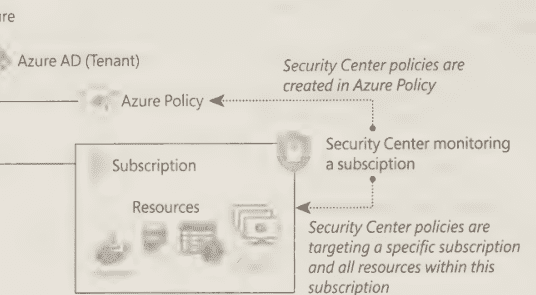 ure
Azure AD (Tenant)
Security Center policies are
created in Azure Policy
Azure Policy
Security Center monitoring
a subsciption
Subscription
Resources
Security Center policies are
targeting a specific subscription
and all resources within this
subscription